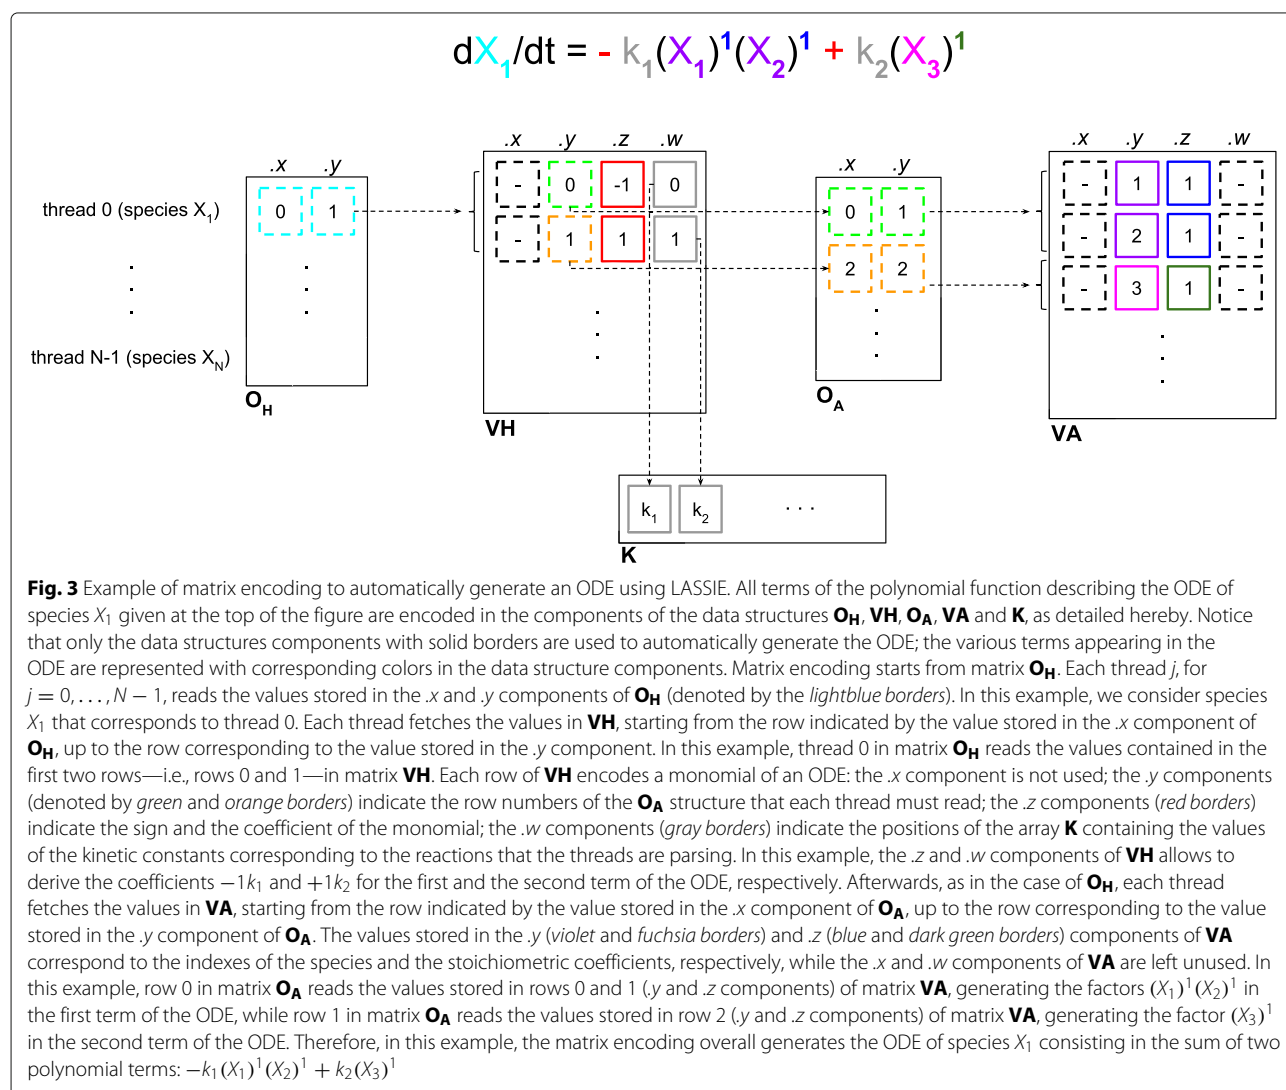 dX₁/dt = - k₁(X₁)¹(X₂)¹ + k₂(X₃)¹
.x .y .z .w
.x .y .z .w
.x .y
.x .y
thread 0 (species X₁)
0 1
- 0 -1 0
0 1
- 1 1 -
- 1 1 1
- 2 1 -
2 2
- 3 1 -
. . .
thread N-1 (species X_N)
O_H
VH
O_A
VA
k₁ k₂ . . .
K
Fig. 3 Example of matrix encoding to automatically generate an ODE using LASSIE. All terms of the polynomial function describing the ODE of
species X₁ given at the top of the figure are encoded in the components of the data structures O_H, VH, O_A, VA and K, as detailed hereby. Notice
that only the data structures components with solid borders are used to automatically generate the ODE; the various terms appearing in the
ODE are represented with corresponding colors in the data structure components. Matrix encoding starts from matrix O_H. Each thread j, for
j = 0, . . . , N − 1, reads the values stored in the .x and .y components of O_H (denoted by the lightblue borders). In this example, we consider species
X₁ that corresponds to thread 0. Each thread fetches the values in VH, starting from the row indicated by the value stored in the .x component of
O_H, up to the row corresponding to the value stored in the .y component. In this example, thread 0 in matrix O_H reads the values contained in the
first two rows—i.e., rows 0 and 1—in matrix VH. Each row of VH encodes a monomial of an ODE: the .x component is not used; the .y components
(denoted by green and orange borders) indicate the row numbers of the O_A structure that each thread must read; the .z components (red borders)
indicate the sign and the coefficient of the monomial; the .w components (gray borders) indicate the positions of the array K containing the values
of the kinetic constants corresponding to the reactions that the threads are parsing. In this example, the .z and .w components of VH allows to
derive the coefficients −1k₁ and +1k₂ for the first and the second term of the ODE, respectively. Afterwards, as in the case of O_H, each thread
fetches the values in VA, starting from the row indicated by the value stored in the .x component of O_A, up to the row corresponding to the value
stored in the .y component of O_A. The values stored in the .y (violet and fuchsia borders) and .z (blue and dark green borders) components of VA
correspond to the indexes of the species and the stoichiometric coefficients, respectively, while the .x and .w components of VA are left unused. In
this example, row 0 in matrix O_A reads the values stored in rows 0 and 1 (.y and .z components) of matrix VA, generating the factors (X₁)¹(X₂)¹ in
the first term of the ODE, while row 1 in matrix O_A reads the values stored in row 2 (.y and .z components) of matrix VA, generating the factor (X₃)¹
in the second term of the ODE. Therefore, in this example, the matrix encoding overall generates the ODE of species X₁ consisting in the sum of two
polynomial terms: −k₁(X₁)¹(X₂)¹ + k₂(X₃)¹